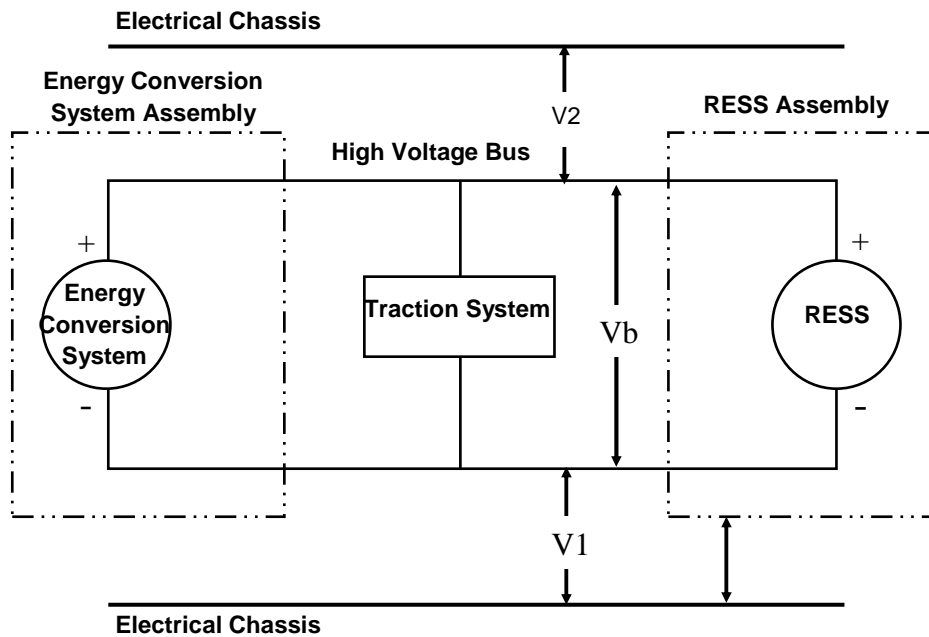 Electrical Chassis
Energy Conversion
System Assembly
V2
RESS Assembly
High Voltage Bus
+
+
Energy
Conversion
System
Traction System
Vb
RESS
-
-
V1
Electrical Chassis